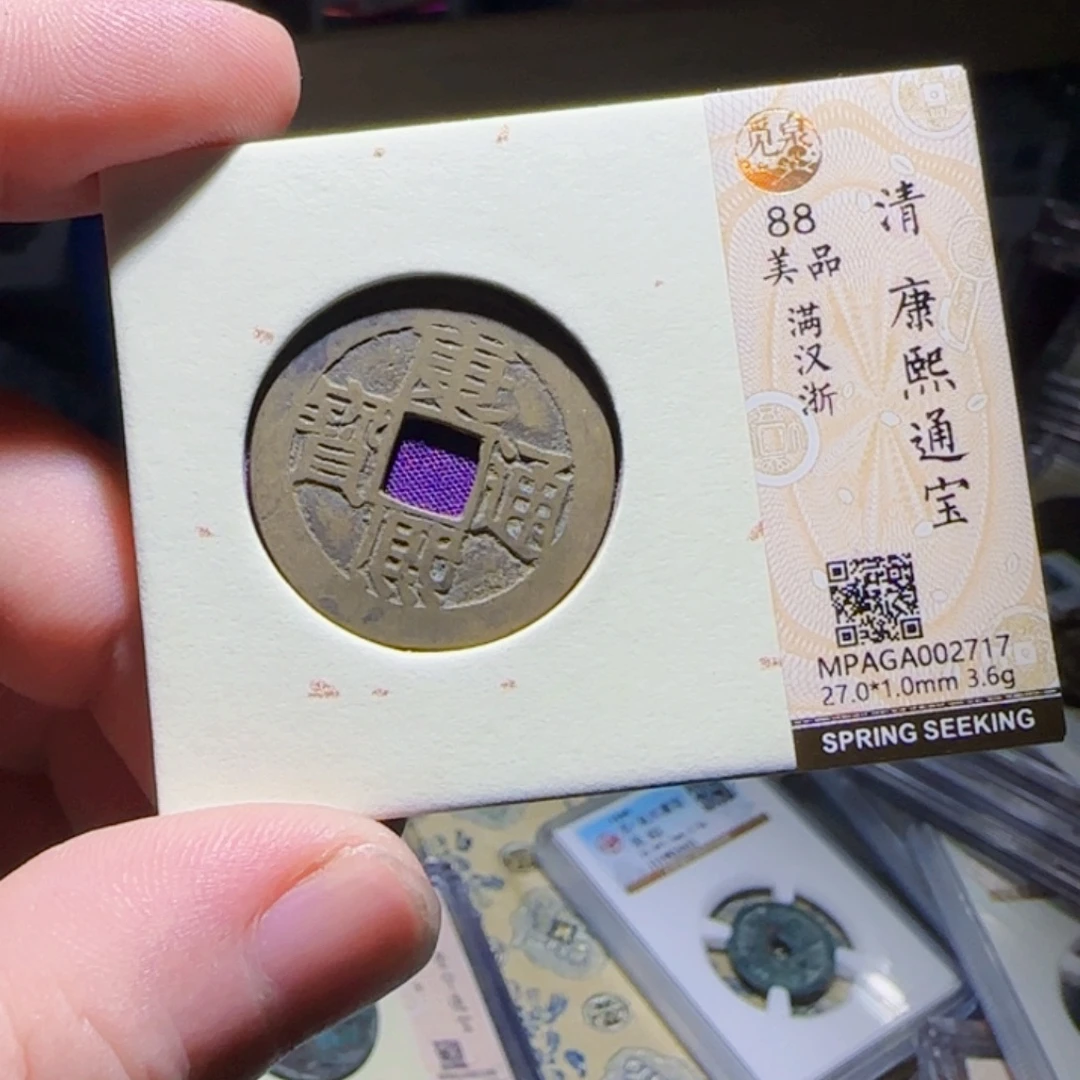 觅泉
88
美品
满汉浙
清 康熙通宝
MPAGA002717
27.0*1.0mm 3.6g
SPRING SEEKING
康熙通寶